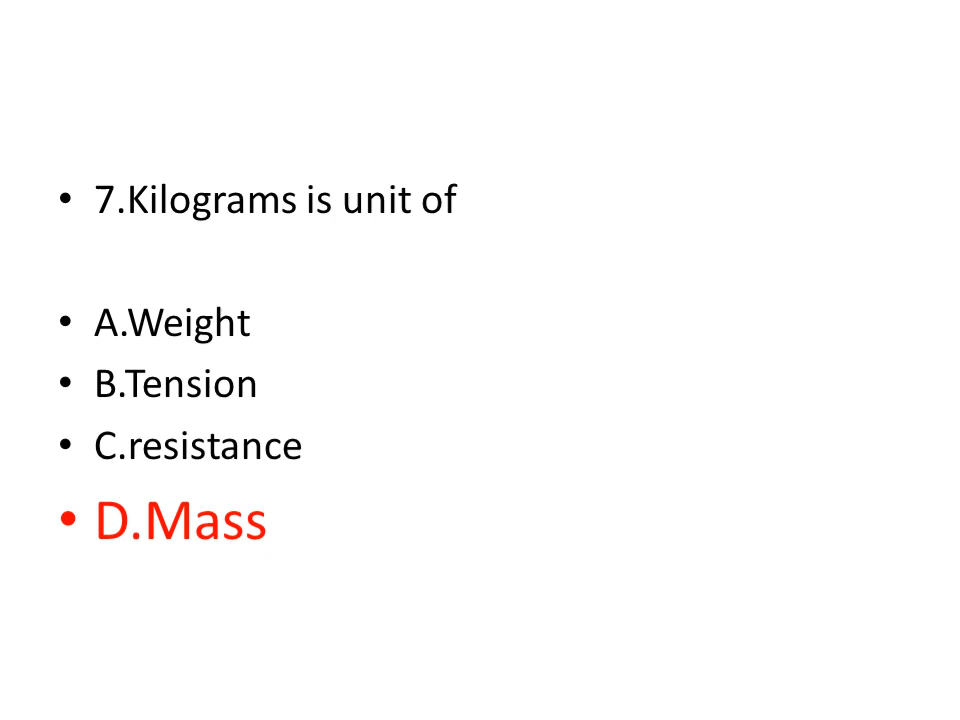 • 7.Kilograms is unit of
• A.Weight
• B.Tension
• C.resistance
• D.Mass